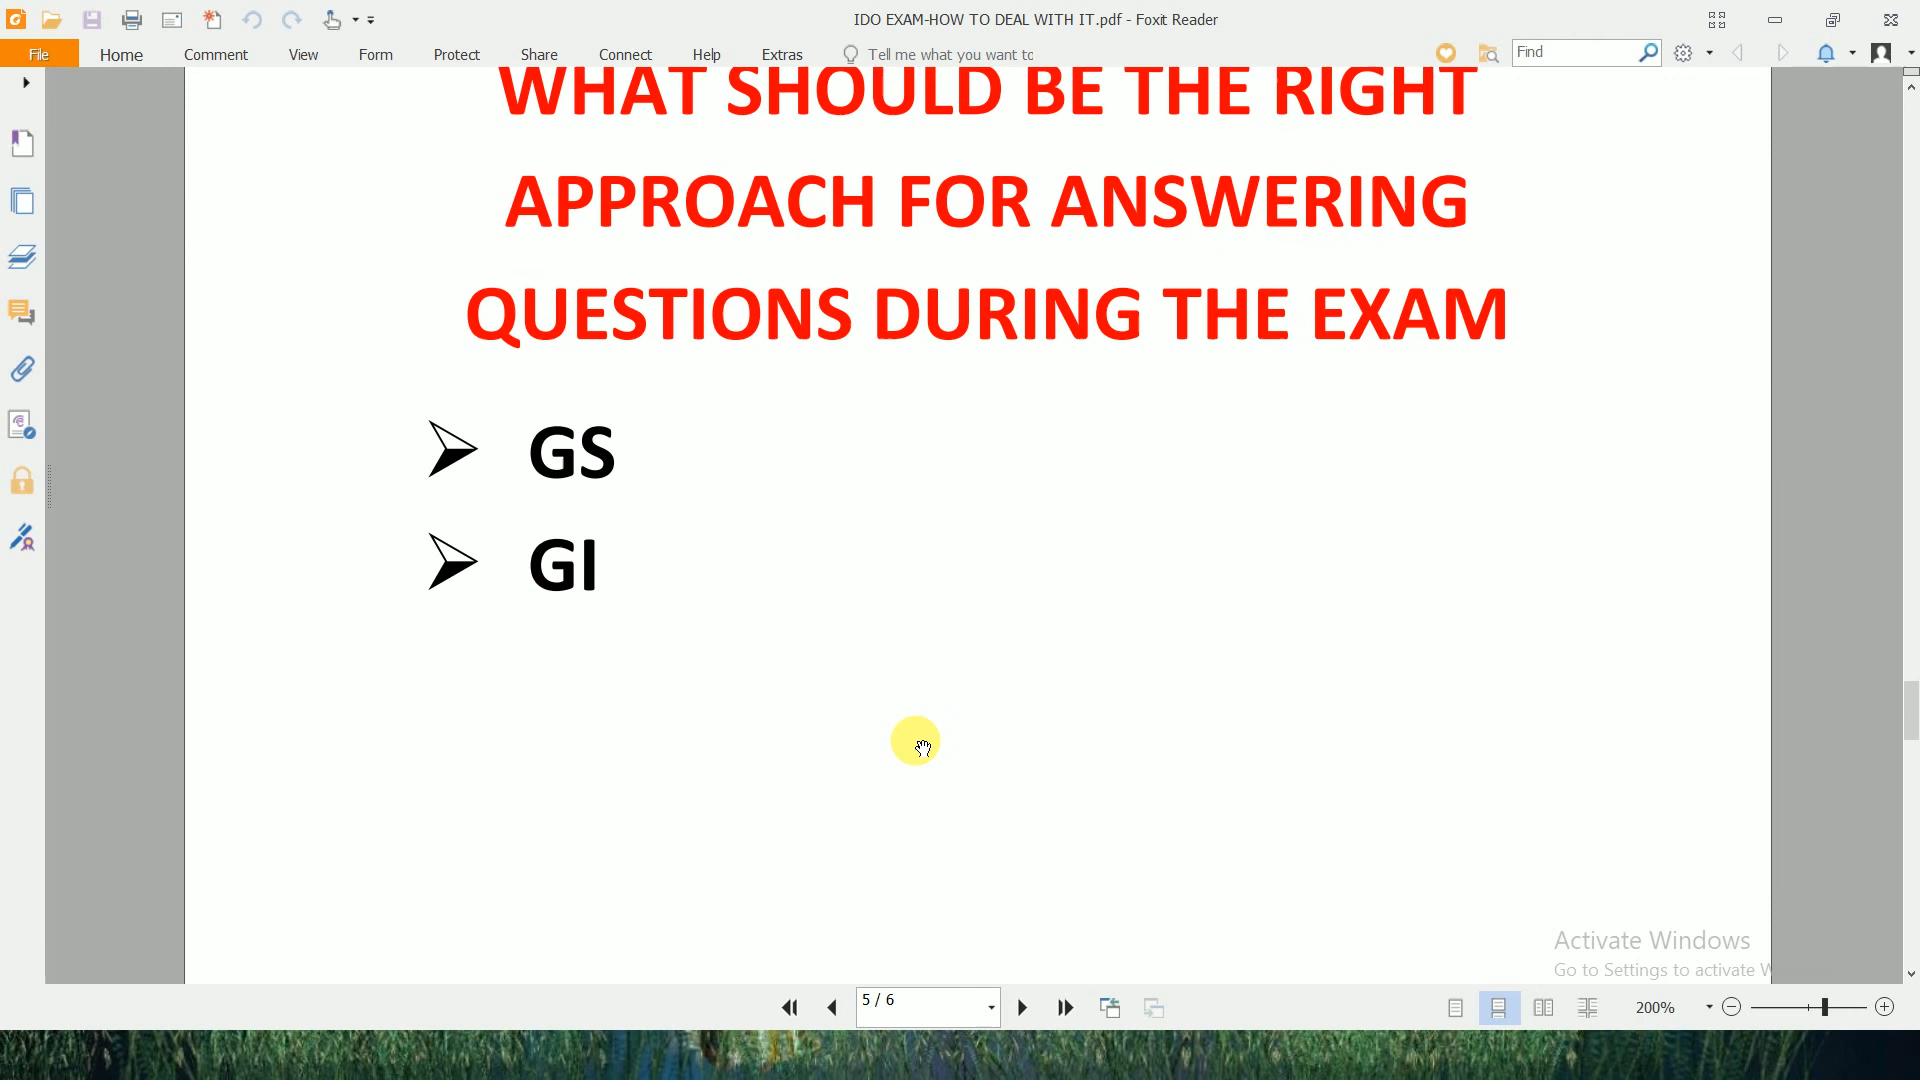 IDO EXAM-HOW TO DEAL WITH IT.pdf - Foxit Reader
File Home Comment View Form Protect Share Connect Help Extras Tell me what you want to Find
WHAT SHOULD BE THE RIGHT
APPROACH FOR ANSWERING
QUESTIONS DURING THE EXAM
➢ GS
➢ GI
Activate Windows
Go to Settings to activate W
5 / 6 200%